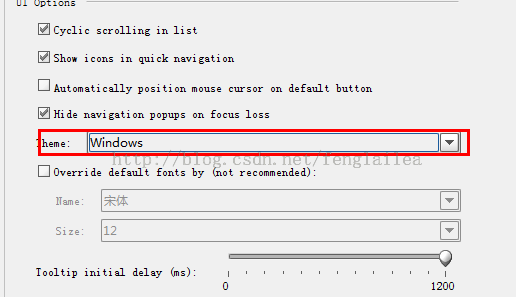 UI Options
Cyclic scrolling in list
Show icons in quick navigation
Automatically position mouse cursor on default button
Hide navigation popups on focus loss
Theme: Windows
http://blog.csdn.net/fenglailea
Override default fonts by (not recommended):
Name: 宋体
Size: 12
Tooltip initial delay (ms):
0 1200